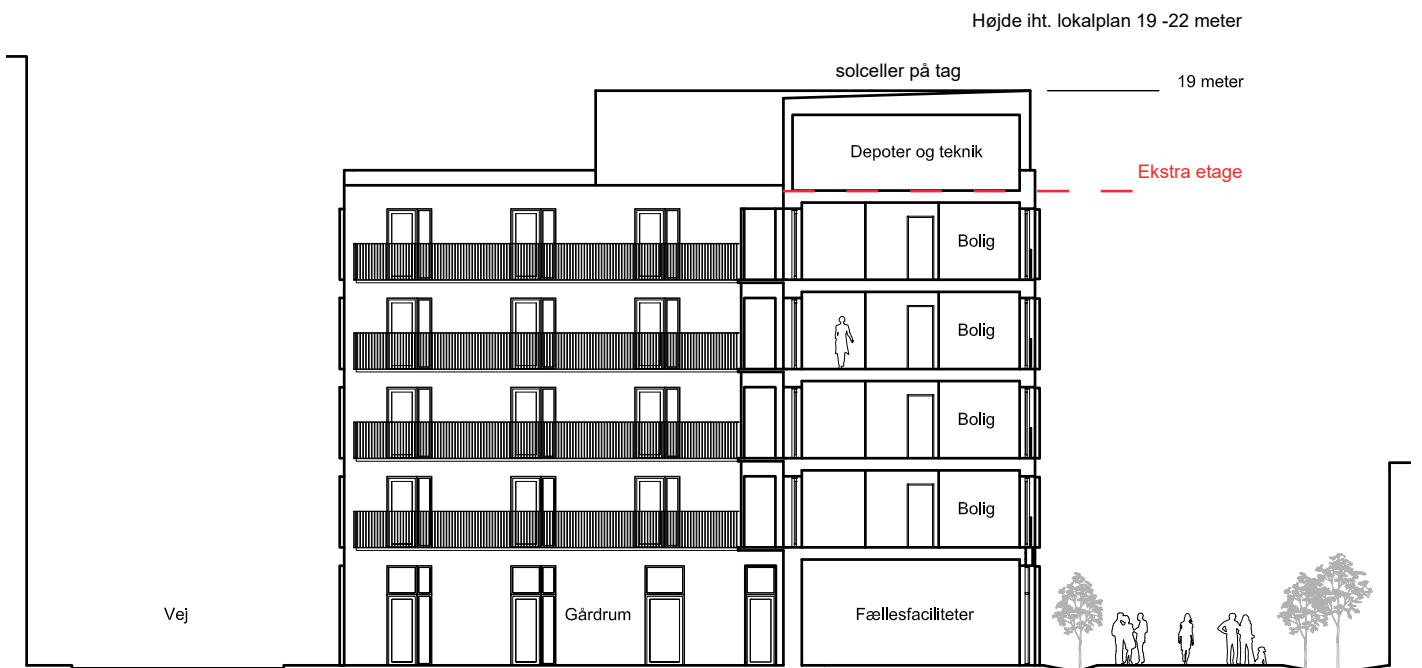 Højde iht. lokalplan 19 -22 meter
solceller på tag
19 meter
Depoter og teknik
Ekstra etage
Bolig
Bolig
Bolig
Bolig
Vej
Gårdrum
Fællesfaciliteter